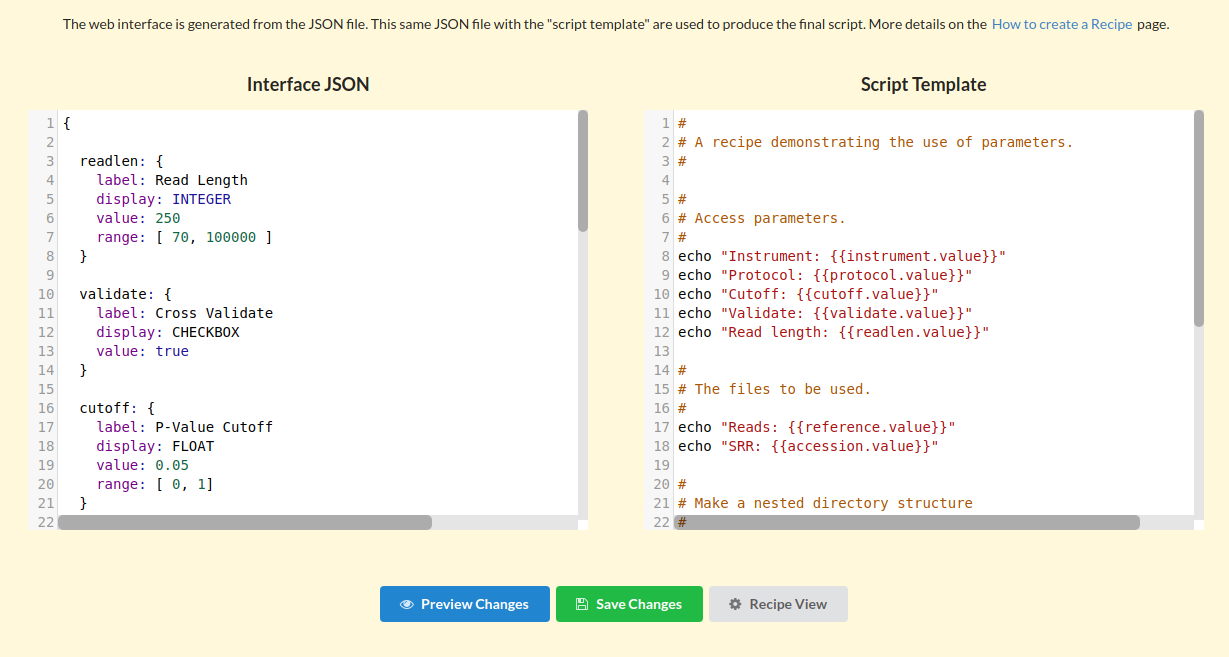 The web interface is generated from the JSON file. This same JSON file with the "script template" are used to produce the final script. More details on the How to create a Recipe page.
Interface JSON
1 {
2
3   readlen: {
4     label: Read Length
5     display: INTEGER
6     value: 250
7     range: [ 70, 100000 ]
8   }
9
10   validate: {
11     label: Cross Validate
12     display: CHECKBOX
13     value: true
14   }
15
16   cutoff: {
17     label: P-Value Cutoff
18     display: FLOAT
19     value: 0.05
20     range: [ 0, 1]
21   }
22
Script Template
1 #
2 # A recipe demonstrating the use of parameters.
3 #
4
5 #
6 # Access parameters.
7 #
8 echo "Instrument: {{instrument.value}}"
9 echo "Protocol: {{protocol.value}}"
10 echo "Cutoff: {{cutoff.value}}"
11 echo "Validate: {{validate.value}}"
12 echo "Read length: {{readlen.value}}"
13
14 #
15 # The files to be used.
16 #
17 echo "Reads: {{reference.value}}"
18 echo "SRR: {{accession.value}}"
19
20 #
21 # Make a nested directory structure
22 #
Preview Changes
Save Changes
Recipe View